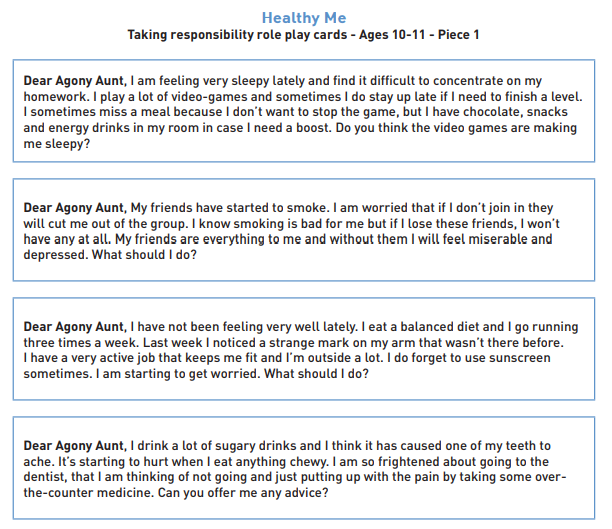 Healthy Me
Taking responsibility role play cards - Ages 10-11 - Piece 1
Dear Agony Aunt, I am feeling very sleepy lately and find it difficult to concentrate on my
homework. I play a lot of video-games and sometimes I do stay up late if I need to finish a level.
I sometimes miss a meal because I don't want to stop the game, but I have chocolate, snacks
and energy drinks in my room in case I need a boost. Do you think the video games are making
me sleepy?
Dear Agony Aunt, My friends have started to smoke. I am worried that if I don't join in they
will cut me out of the group. I know smoking is bad for me but if I lose these friends, I won't
have any at all. My friends are everything to me and without them I will feel miserable and
depressed. What should I do?
Dear Agony Aunt, I have not been feeling very well lately. I eat a balanced diet and I go running
three times a week. Last week I noticed a strange mark on my arm that wasn't there before.
I have a very active job that keeps me fit and I'm outside a lot. I do forget to use sunscreen
sometimes. I am starting to get worried. What should I do?
Dear Agony Aunt, I drink a lot of sugary drinks and I think it has caused one of my teeth to
ache. It's starting to hurt when I eat anything chewy. I am so frightened about going to the
dentist, that I am thinking of not going and just putting up with the pain by taking some over-
the-counter medicine. Can you offer me any advice?